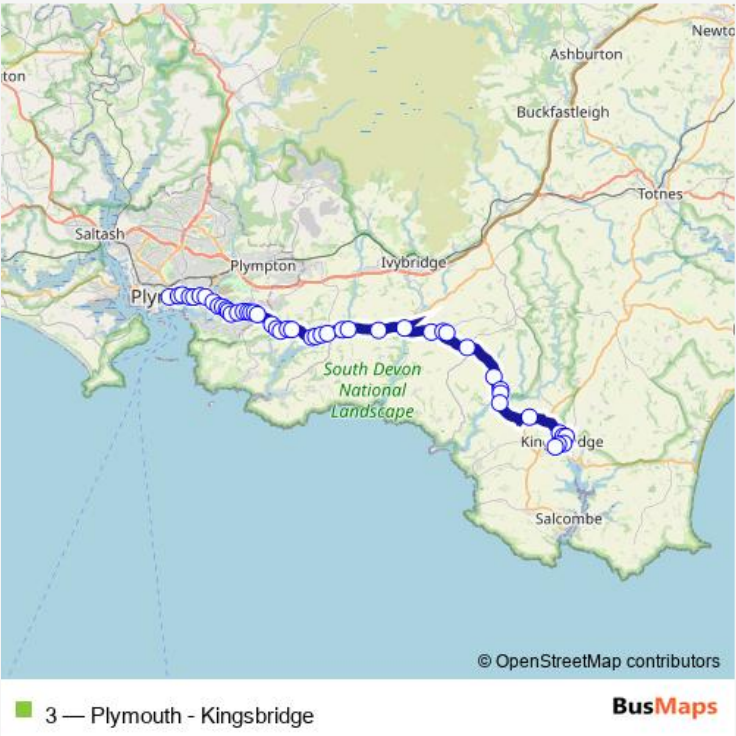 Newto
Ashburton
ton
Buckfastleigh
Totnes
Saltash
Plympton
Ivybridge
Ply
South Devon
National
Landscape
Kin dge
Salcombe
© OpenStreetMap contributors
3 — Plymouth - Kingsbridge
BusMaps